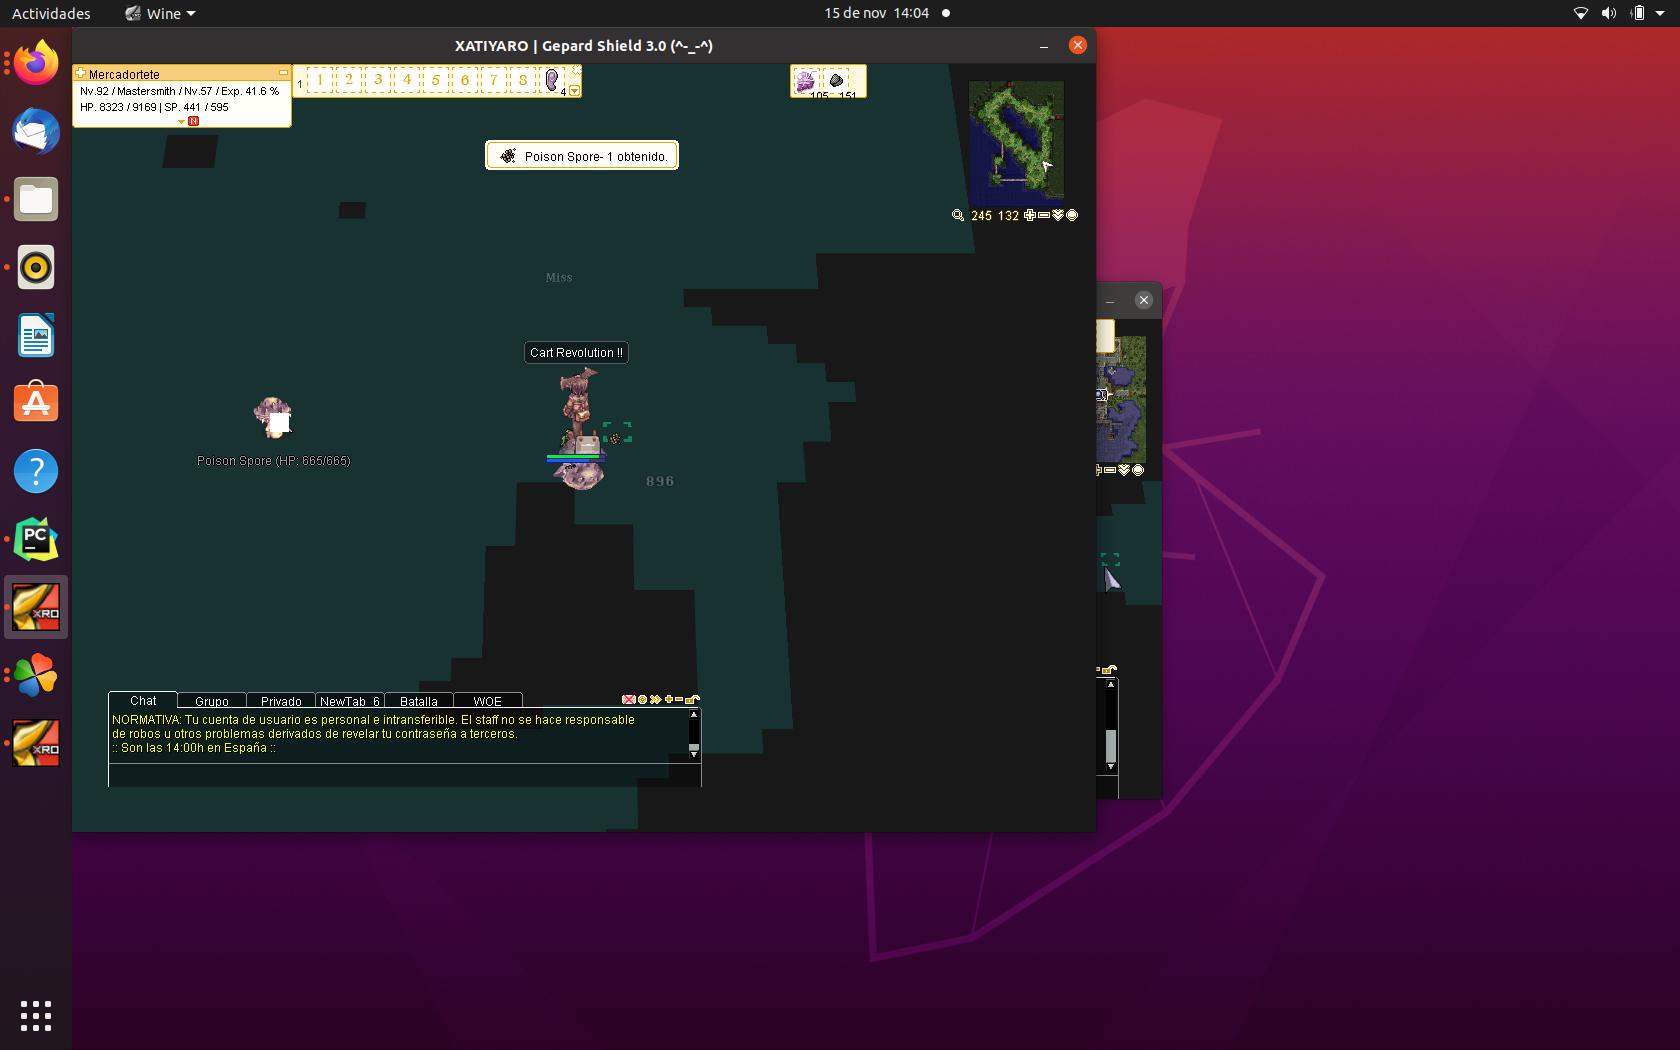 Actividades
Wine
15 de nov 14:04
XATIYARO | Gepard Shield 3.0 (^-_-^)
Mercadortete
Nv.92 / Mastersmith / Nv.57 / Exp. 41.6 %
HP. 8323 / 9169 | SP. 441 / 595
N
1 1 2 3 4 5 6 7 8 4
105 151
Poison Spore- 1 obtenido.
245 132
Miss
Cart Revolution !!
Poison Spore (HP: 665/665)
896
PC
XRO
XRO
Chat Grupo Privado NewTab_6 Batalla WOE
NORMATIVA: Tu cuenta de usuario es personal e intransferible. El staff no se hace responsable
de robos u otros problemas derivados de revelar tu contraseña a terceros.
:: Son las 14:00h en España ::